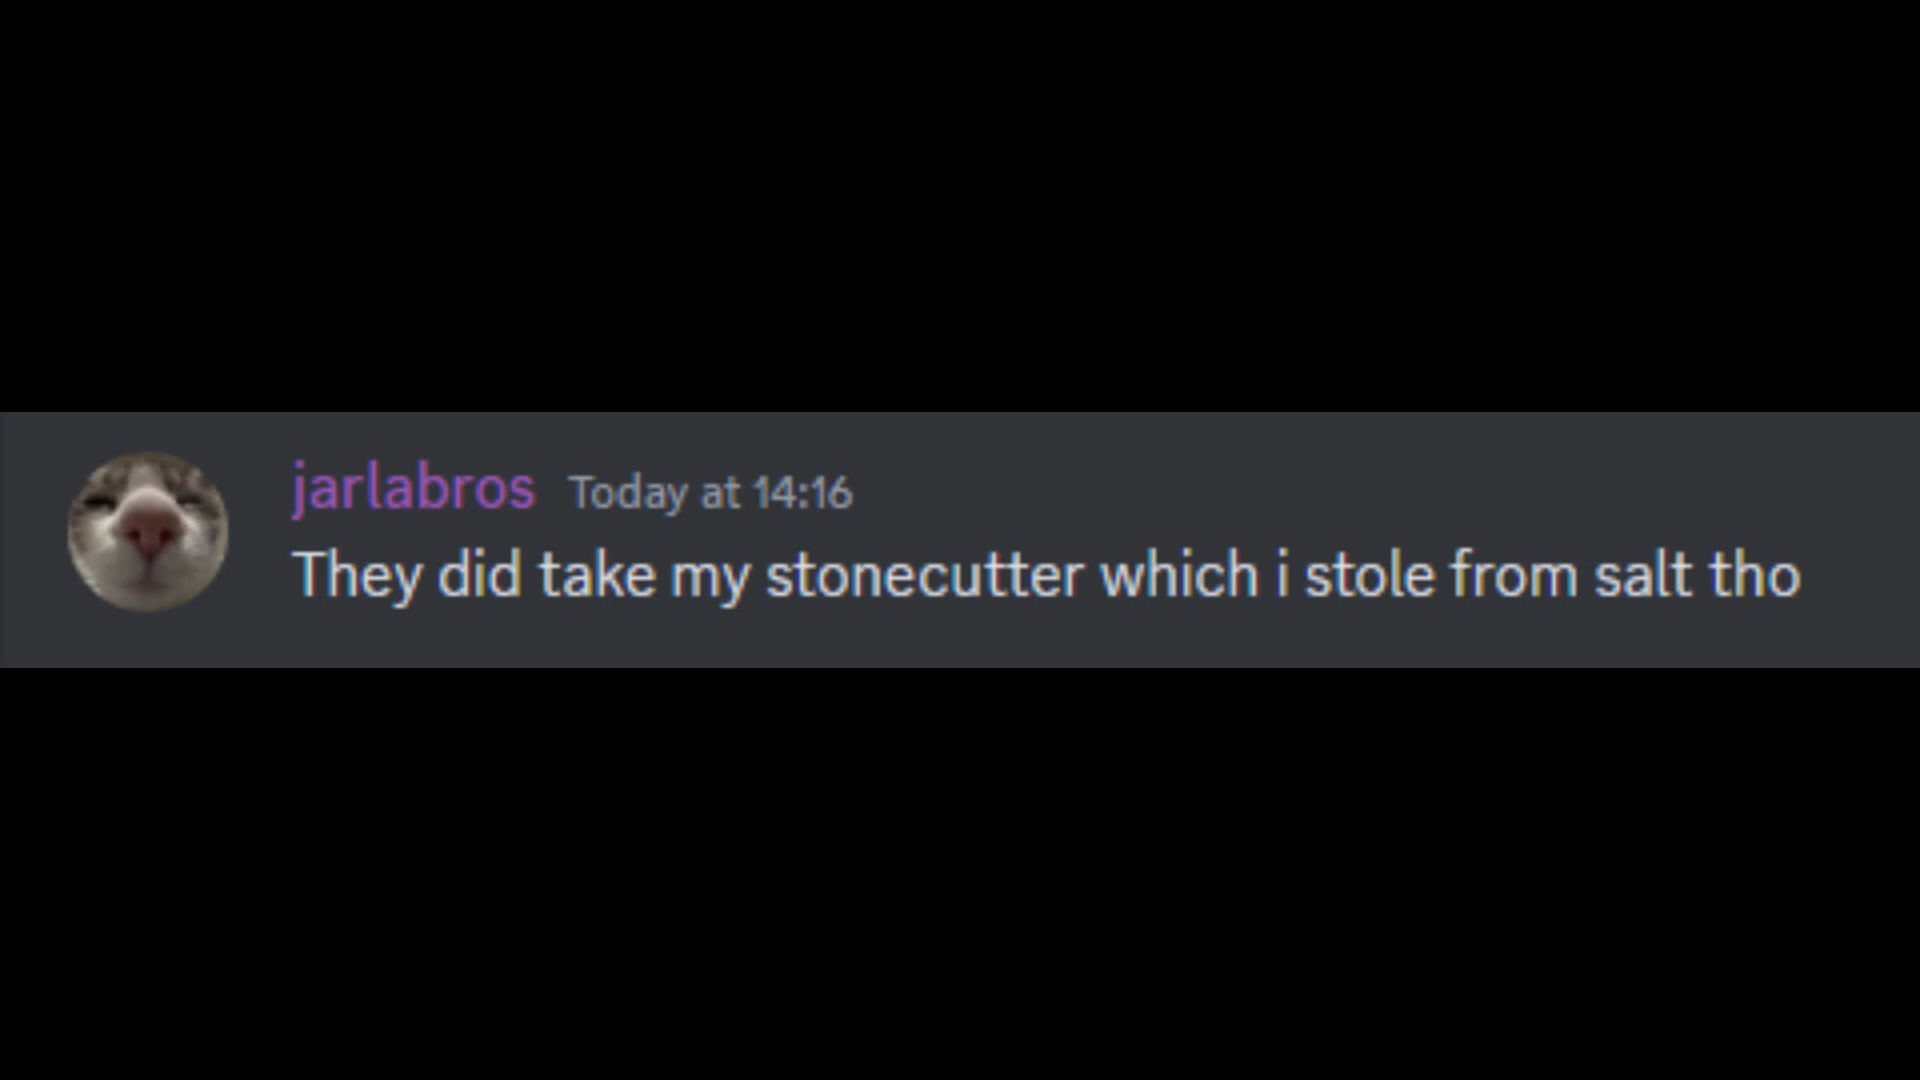 jarlabros Today at 14:16
They did take my stonecutter which i stole from salt tho